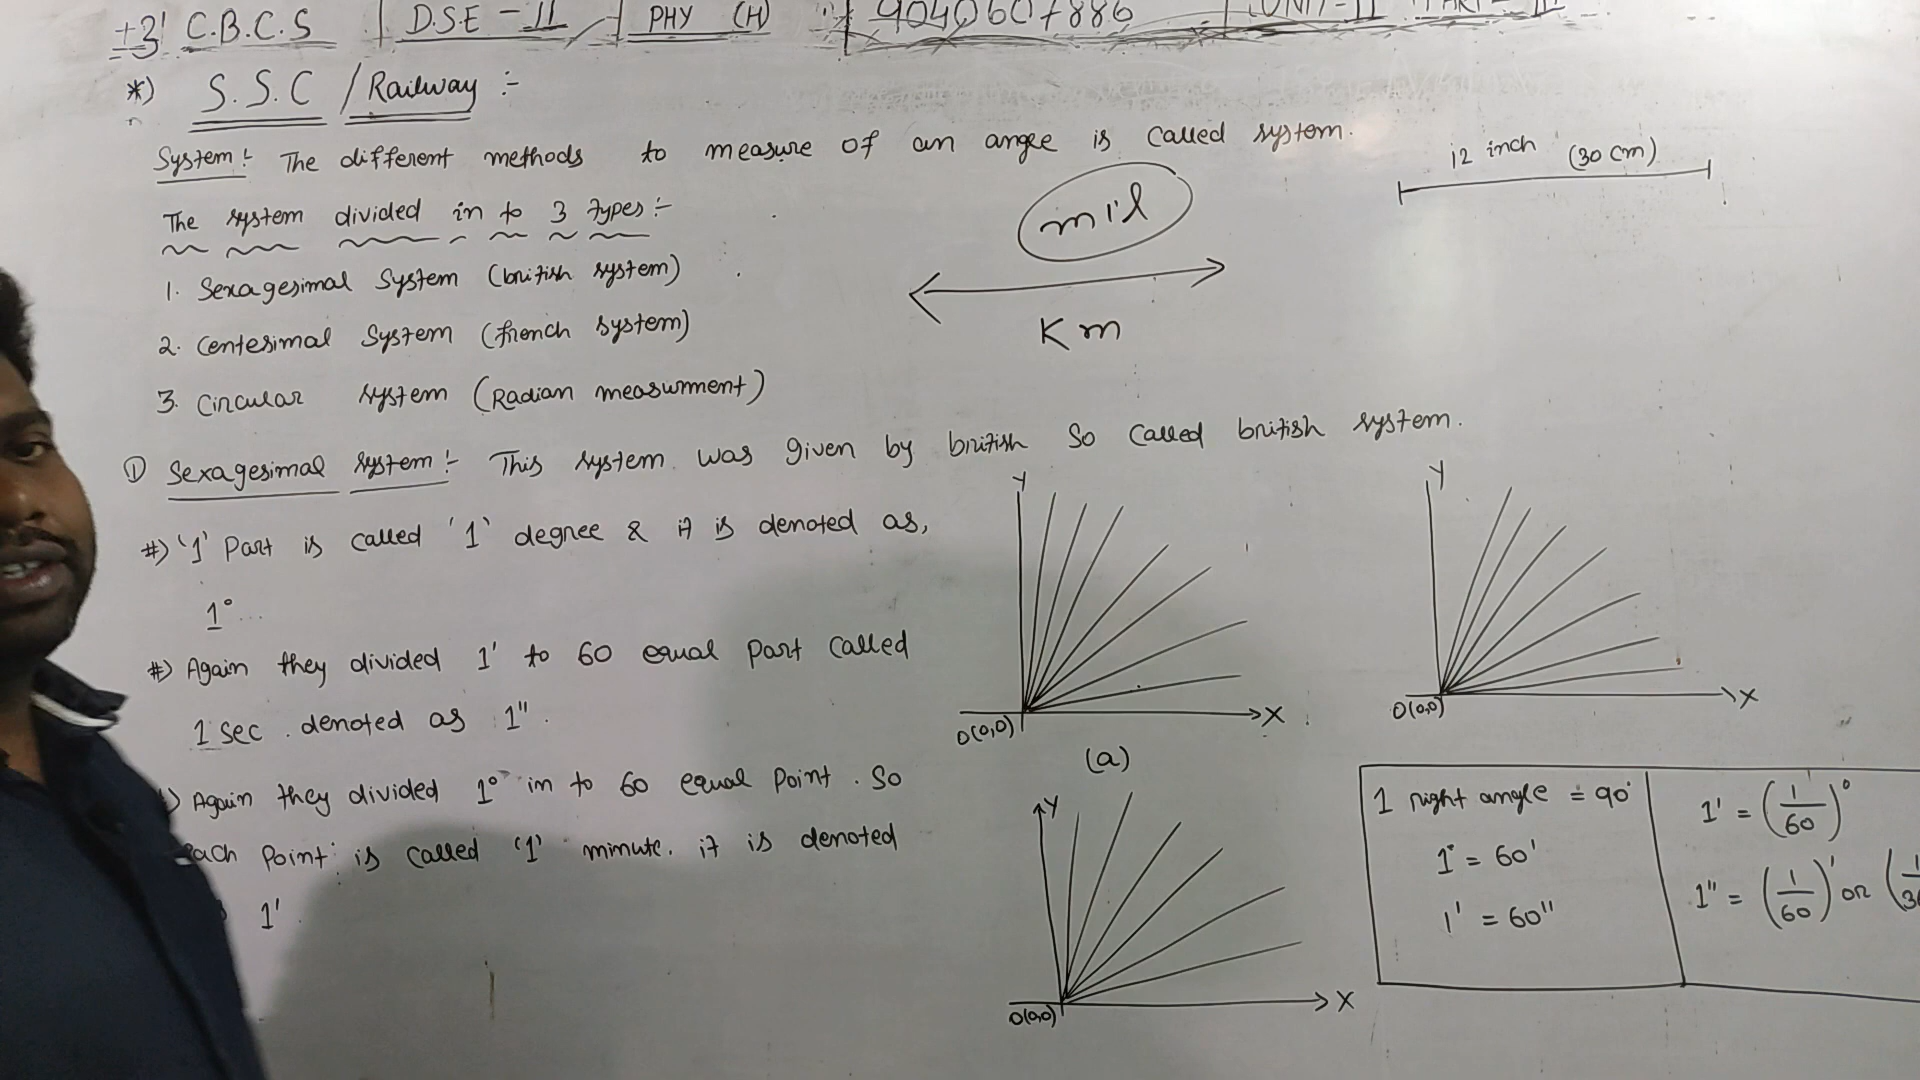 +3' C.B.C.S | D.S.E - II | PHY (H) 9040607886 UNIT-II PART-II
*) S.S.C / Railway :-
System :- The different methods to measure of an angle is called system.
12 inch (30 cm)
The system divided in to 3 types :-
mil
Km
1. Sexagesimal System (british system)
2. Centesimal System (french system)
3. Circular system (Radian measurment)
① Sexagesimal system :- This system was given by british so called british system.
#) '1' Part is called '1' degree & it is denoted as,
1°
#) Again they divided 1' to 60 equal part called
1 sec. denoted as 1".
Again they divided 1° in to 60 equal point. So
each point is called '1' minute. it is denoted
1'
Y
O(0,0)
X
(a)
Y
O(0,0)
X
Y
O(0,0)
X
1 right angle = 90°
1° = 60'
1' = 60"
1' = (1/60)°
1" = (1/60)' or